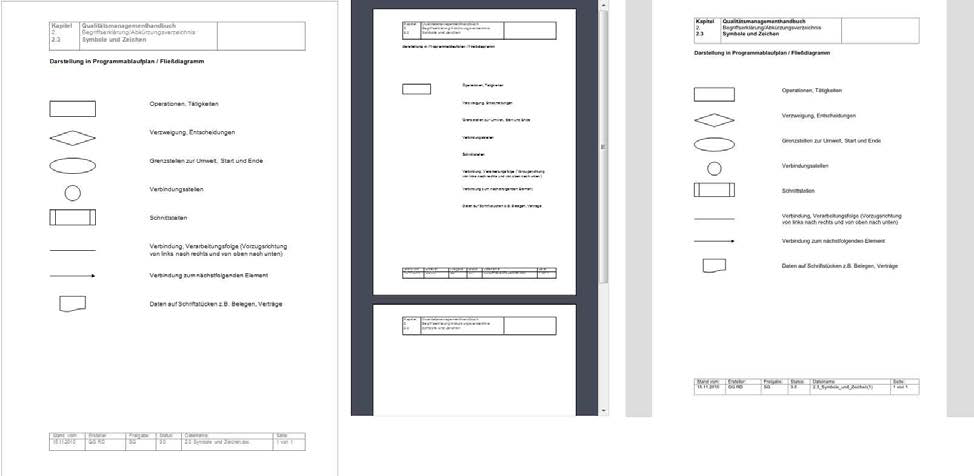 Kapitel Qualitätsmanagementhandbuch
2. Begriffserklärung/Abkürzungsverzeichnis
2.3 Symbole und Zeichen
Darstellung in Programmablaufplan / Fließdiagramm
Operationen, Tätigkeiten
Verzweigung, Entscheidungen
Grenzstellen zur Umwelt, Start und Ende
Verbindungsstellen
Schnittstellen
Verbindung, Verarbeitungsfolge (Vorzugsrichtung
von links nach rechts und von oben nach unten)
Verbindung zum nächstfolgenden Element
Daten auf Schriftstücken z.B. Belegen, Verträge
Stand vom: Ersteller: Freigabe: Status: Dateiname Seite:
15.11.2010 QG RD SG 3.0 2.3 Symbole und Zeichen.doc 1 von 1
Kapitel Qualitätsmanagementhandbuch
2. Begriffserklärung/Abkürzungsverzeichnis
2.3 Symbole und Zeichen
Darstellung in Programmablaufplan / Fließdiagramm
Operationen, Tätigkeiten
Verzweigung, Entscheidungen
Grenzstellen zur Umwelt, Start und Ende
Verbindungsstellen
Schnittstellen
Verbindung, Verarbeitungsfolge (Vorzugsrichtung
von links nach rechts und von oben nach unten)
Verbindung zum nächstfolgenden Element
Daten auf Schriftstücken z.B. Belegen, Verträge
Kapitel Qualitätsmanagementhandbuch
2. Begriffserklärung/Abkürzungsverzeichnis
2.3 Symbole und Zeichen
Kapitel Qualitätsmanagementhandbuch
2. Begriffserklärung/Abkürzungsverzeichnis
2.3 Symbole und Zeichen
Darstellung in Programmablaufplan / Fließdiagramm
Operationen, Tätigkeiten
Verzweigung, Entscheidungen
Grenzstellen zur Umwelt, Start und Ende
Verbindungsstellen
Schnittstellen
Verbindung, Verarbeitungsfolge (Vorzugsrichtung
von links nach rechts und von oben nach unten)
Verbindung zum nächstfolgenden Element
Daten auf Schriftstücken z.B. Belegen, Verträge
Stand vom: Ersteller: Freigabe: Status: Dateiname Seite:
15.11.2010 QG RD SG 3.0 2.3_Symbole_und_Zeichen(1) 1 von 1